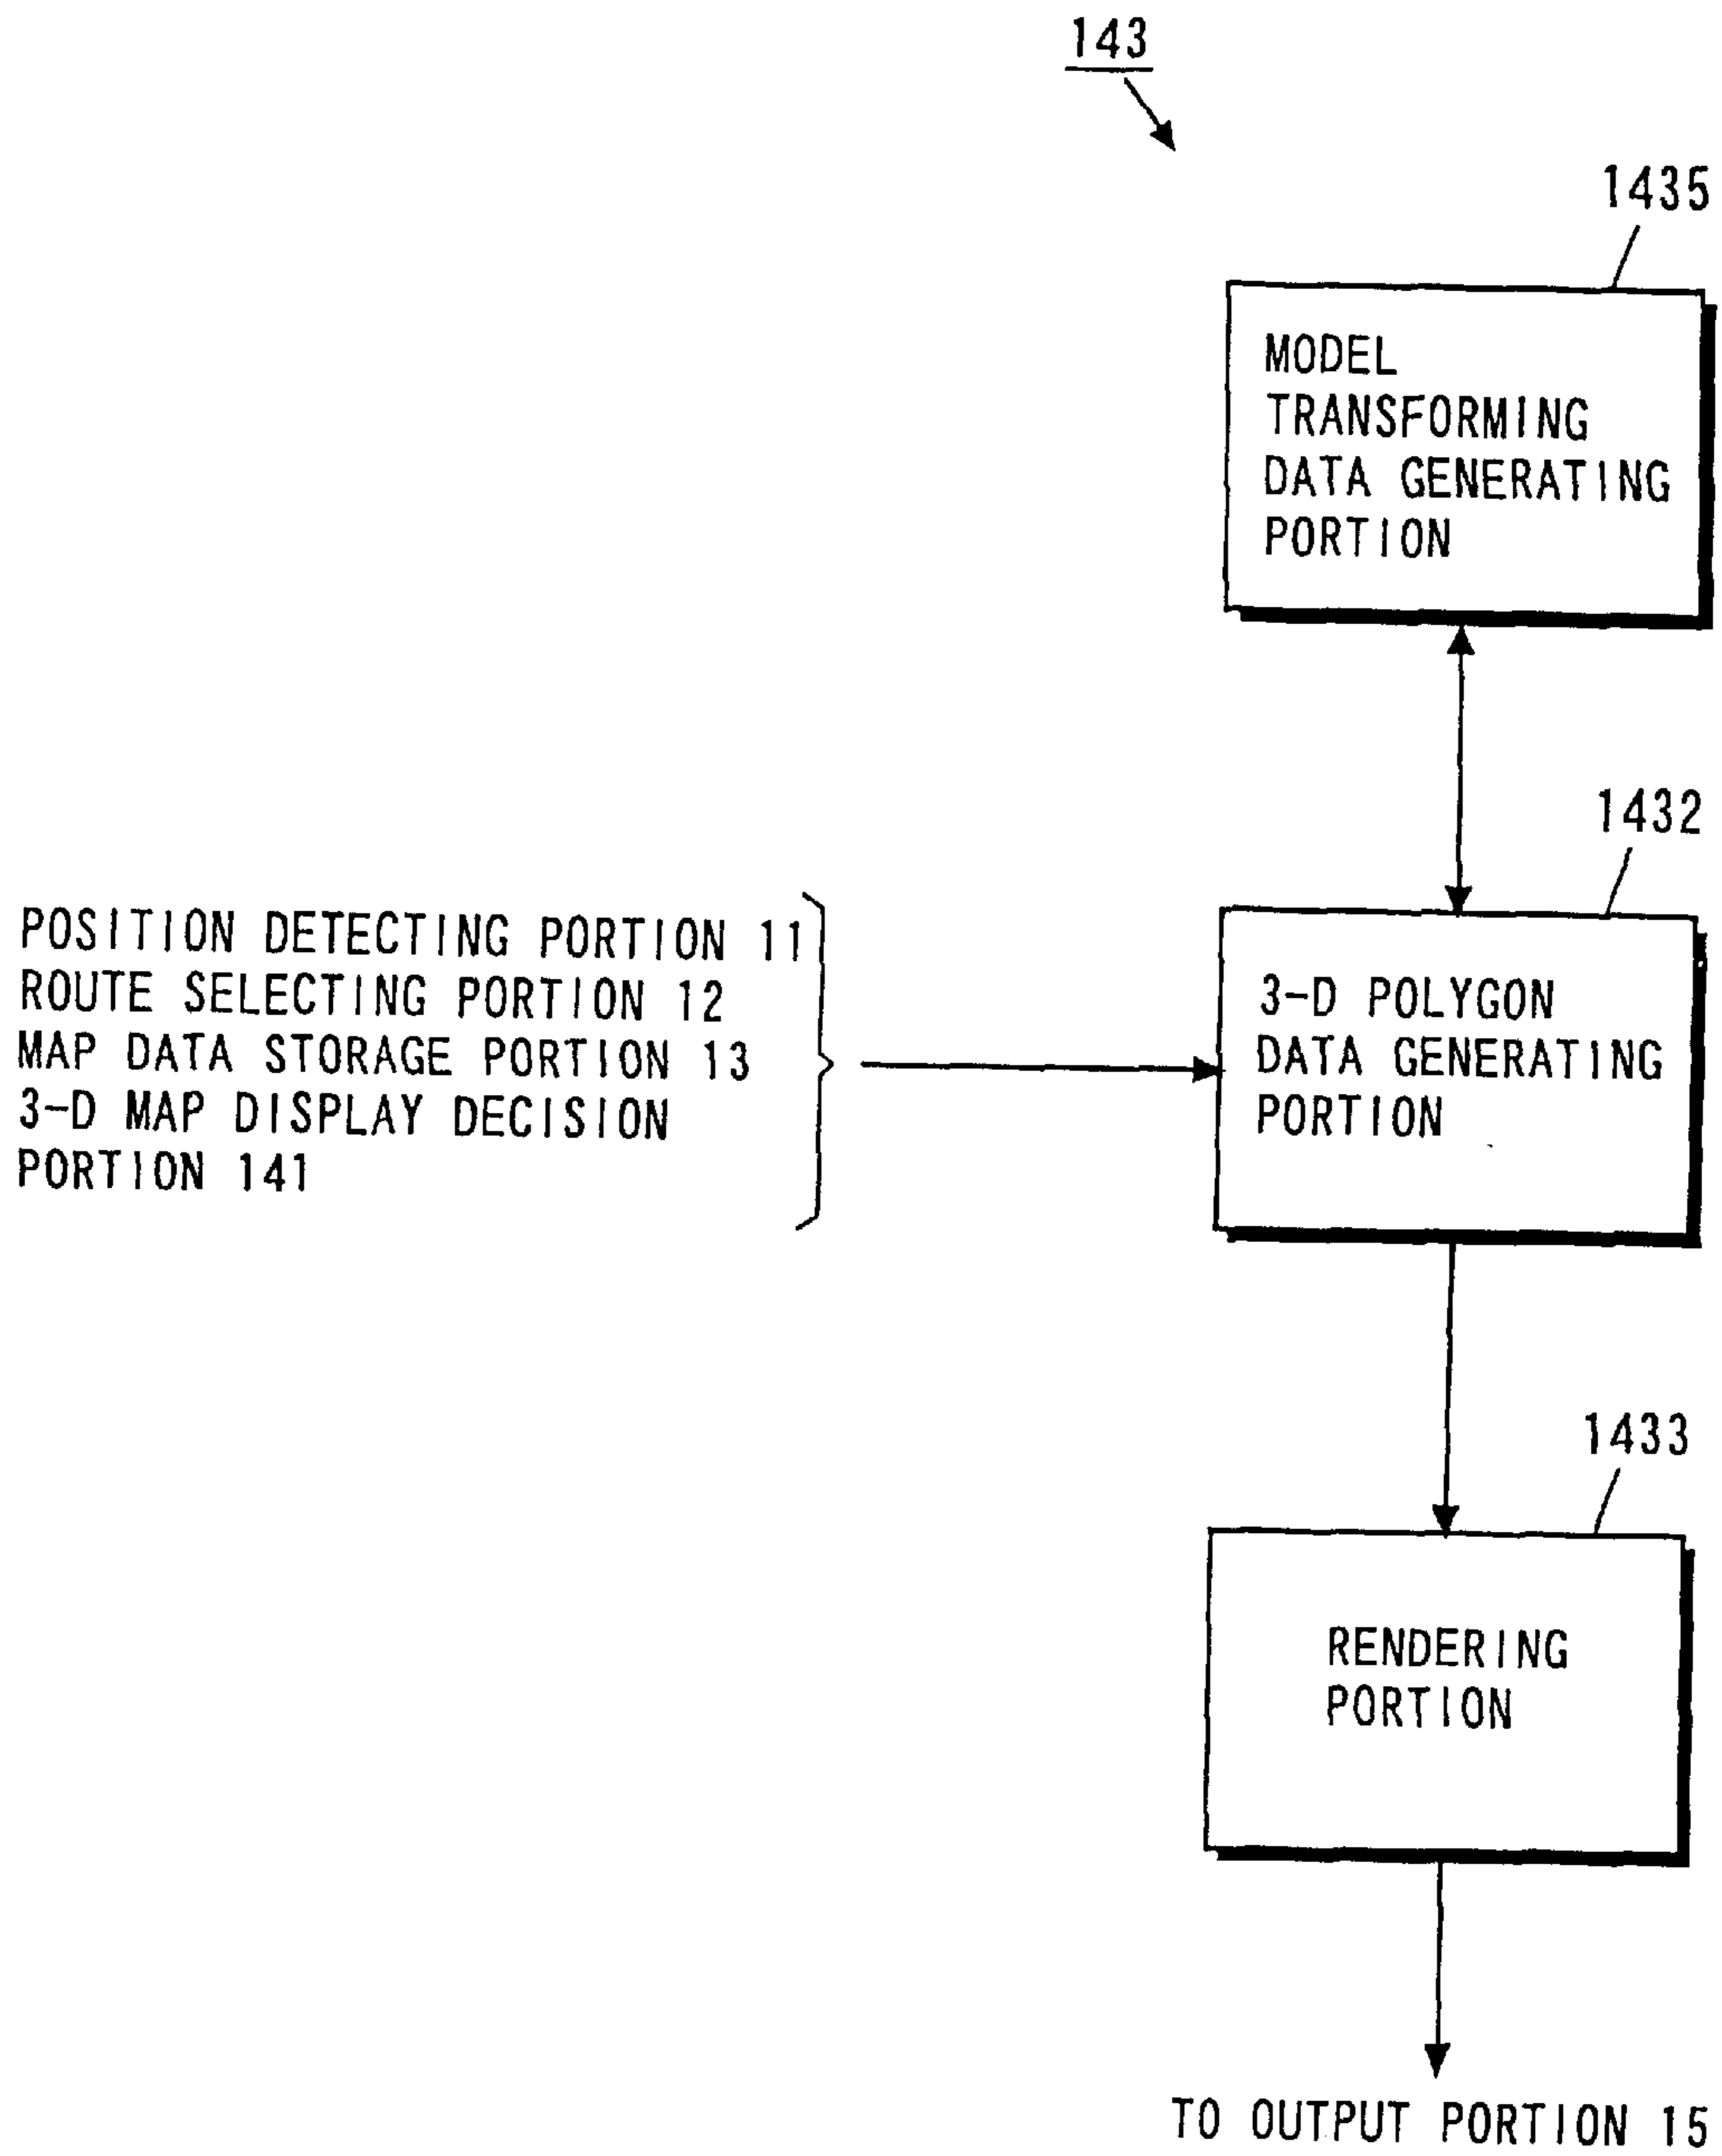 143
1435
MODEL
TRANSFORMING
DATA GENERATING
PORTION
1432
POSITION DETECTING PORTION 11
ROUTE SELECTING PORTION 12
MAP DATA STORAGE PORTION 13
3-D MAP DISPLAY DECISION
PORTION 141
3-D POLYGON
DATA GENERATING
PORTION
1433
RENDERING
PORTION
TO OUTPUT PORTION 15